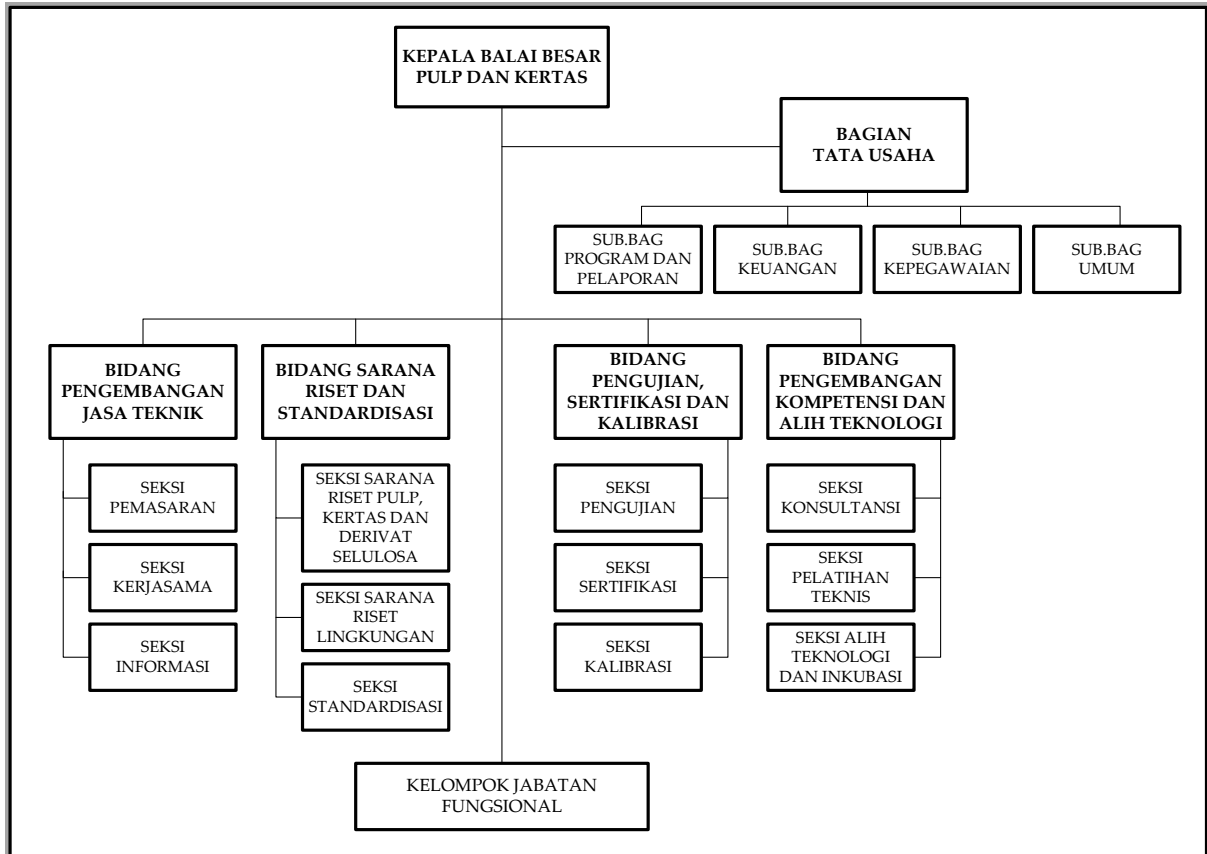 KEPALA BALAI BESAR
PULP DAN KERTAS
BAGIAN
TATA USAHA
SUB.BAG
PROGRAM DAN
PELAPORAN
SUB.BAG
KEUANGAN
SUB.BAG
KEPEGAWAIAN
SUB.BAG
UMUM
BIDANG
PENGEMBANGAN
JASA TEKNIK
SEKSI
PEMASARAN
SEKSI
KERJASAMA
SEKSI
INFORMASI
BIDANG SARANA
RISET DAN
STANDARDISASI
SEKSI SARANA
RISET PULP,
KERTAS DAN
DERIVAT
SELULOSA
SEKSI SARANA
RISET
LINGKUNGAN
SEKSI
STANDARDISASI
BIDANG
PENGUJIAN,
SERTIFIKASI DAN
KALIBRASI
SEKSI
PENGUJIAN
SEKSI
SERTIFIKASI
SEKSI
KALIBRASI
BIDANG
PENGEMBANGAN
KOMPETENSI DAN
ALIH TEKNOLOGI
SEKSI
KONSULTANSI
SEKSI
PELATIHAN
TEKNIS
SEKSI ALIH
TEKNOLOGI
DAN INKUBASI
KELOMPOK JABATAN
FUNGSIONAL